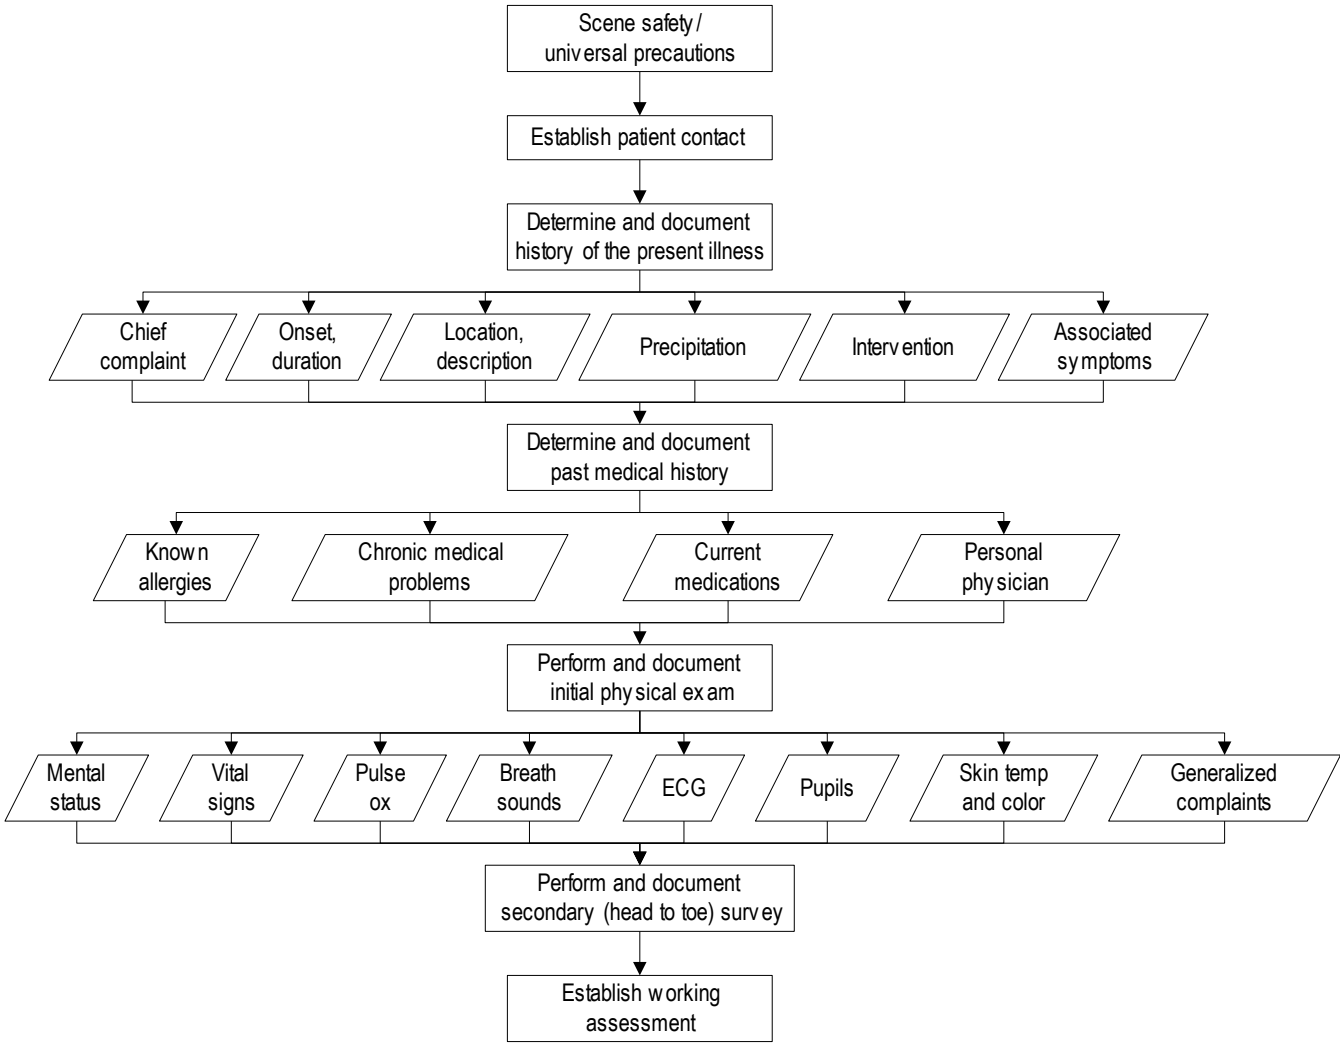 Scene safety/
universal precautions
Establish patient contact
Determine and document
history of the present illness
Chief
complaint
Onset,
duration
Location,
description
Precipitation
Intervention
Associated
symptoms
Determine and document
past medical history
Known
allergies
Chronic medical
problems
Current
medications
Personal
physician
Perform and document
initial physical exam
Mental
status
Vital
signs
Pulse
ox
Breath
sounds
ECG
Pupils
Skin temp
and color
Generalized
complaints
Perform and document
secondary (head to toe) survey
Establish working
assessment